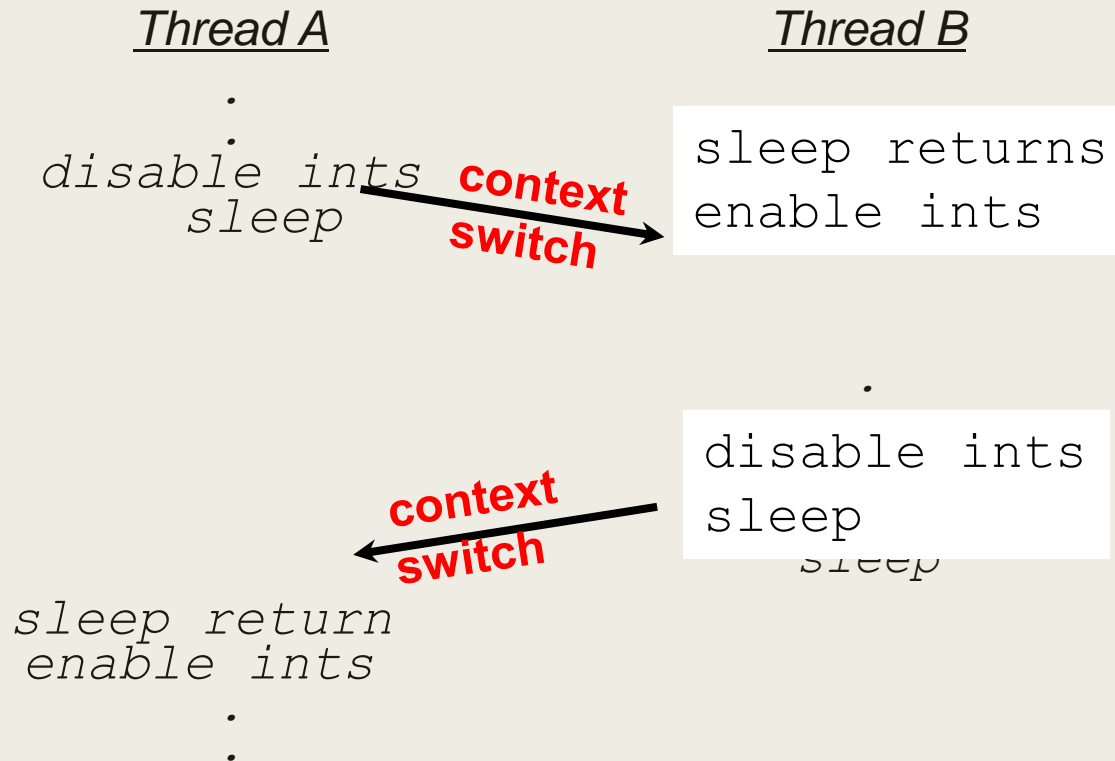 Thread A
Thread B
.
.
disable ints
sleep
context
switch
sleep returns
enable ints
.
disable ints
sleep
sleep
context
switch
sleep return
enable ints
.
.